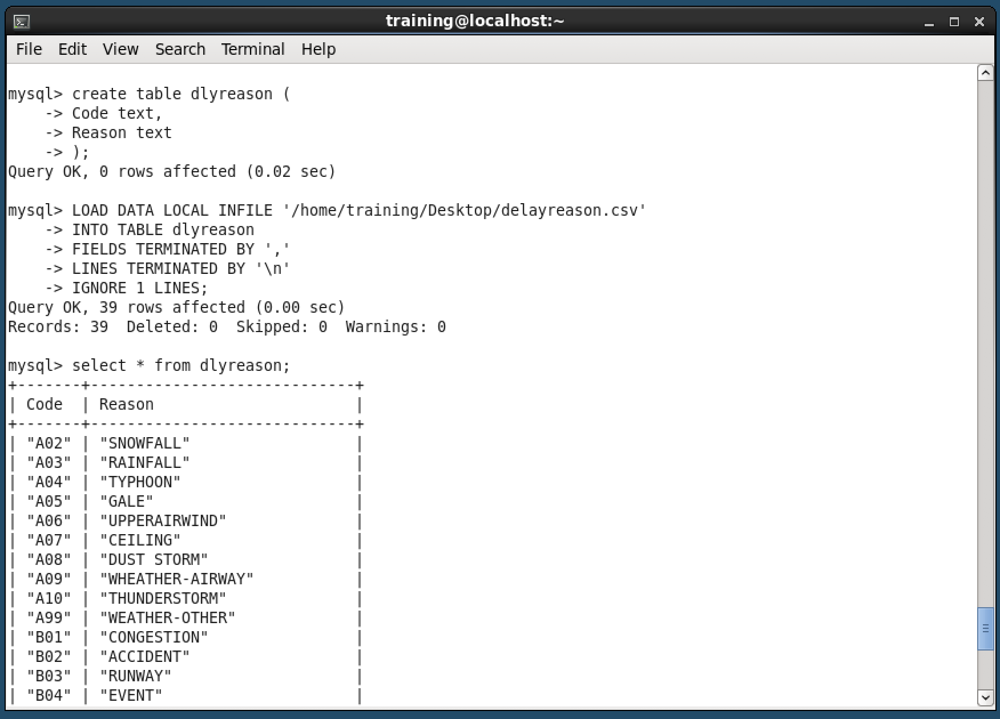 training@localhost:~
File Edit View Search Terminal Help
mysql> create table dlyreason (
    -> Code text,
    -> Reason text
    -> );
Query OK, 0 rows affected (0.02 sec)
mysql> LOAD DATA LOCAL INFILE '/home/training/Desktop/delayreason.csv'
    -> INTO TABLE dlyreason
    -> FIELDS TERMINATED BY ','
    -> LINES TERMINATED BY '\n'
    -> IGNORE 1 LINES;
Query OK, 39 rows affected (0.00 sec)
Records: 39  Deleted: 0  Skipped: 0  Warnings: 0
mysql> select * from dlyreason;
+-------+-----------------------------+
| Code  | Reason                      |
+-------+-----------------------------+
| "A02" | "SNOWFALL"                  |
| "A03" | "RAINFALL"                  |
| "A04" | "TYPHOON"                   |
| "A05" | "GALE"                      |
| "A06" | "UPPERAIRWIND"              |
| "A07" | "CEILING"                   |
| "A08" | "DUST STORM"                |
| "A09" | "WHEATHER-AIRWAY"           |
| "A10" | "THUNDERSTORM"              |
| "A99" | "WEATHER-OTHER"             |
| "B01" | "CONGESTION"                |
| "B02" | "ACCIDENT"                  |
| "B03" | "RUNWAY"                    |
| "B04" | "EVENT"                     |